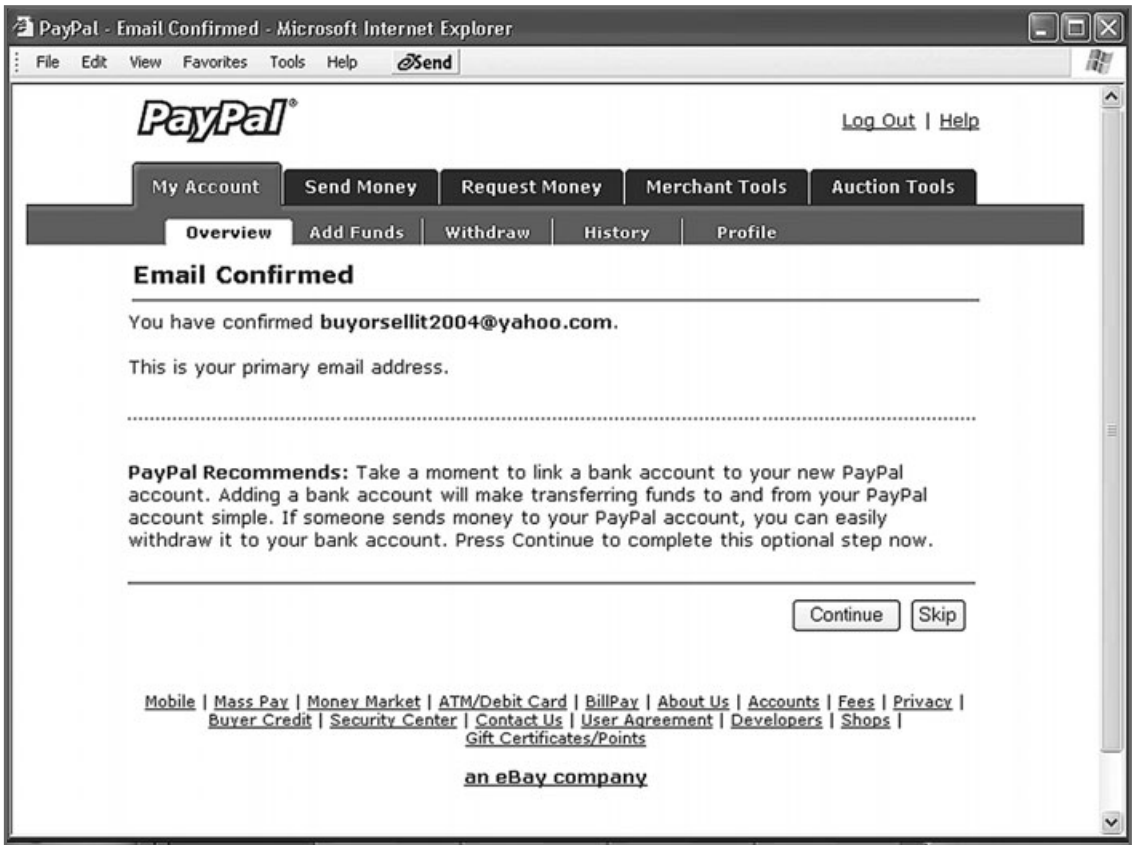 PayPal - Email Confirmed - Microsoft Internet Explorer
File Edit View Favorites Tools Help Send
PayPal®
Log Out | Help
My Account Send Money Request Money Merchant Tools Auction Tools
Overview Add Funds Withdraw History Profile
Email Confirmed
You have confirmed buyorsellit2004@yahoo.com.
This is your primary email address.
PayPal Recommends: Take a moment to link a bank account to your new PayPal
account. Adding a bank account will make transferring funds to and from your PayPal
account simple. If someone sends money to your PayPal account, you can easily
withdraw it to your bank account. Press Continue to complete this optional step now.
Continue Skip
Mobile | Mass Pay | Money Market | ATM/Debit Card | BillPay | About Us | Accounts | Fees | Privacy |
Buyer Credit | Security Center | Contact Us | User Agreement | Developers | Shops |
Gift Certificates/Points
an eBay company